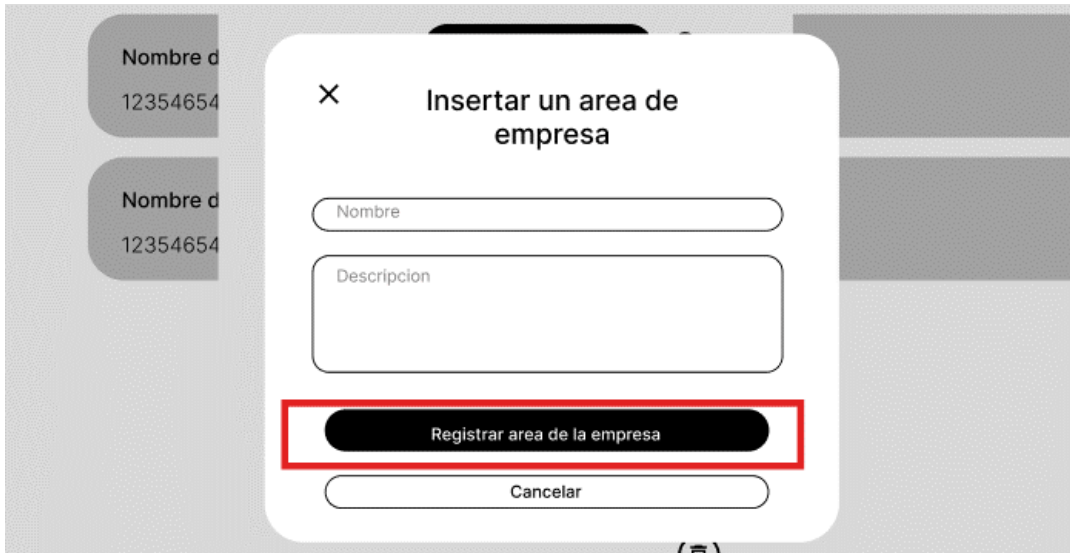 Nombre d
12354654
Insertar un area de
empresa
Nombre d
12354654
Nombre
Descripcion
Registrar area de la empresa
Cancelar